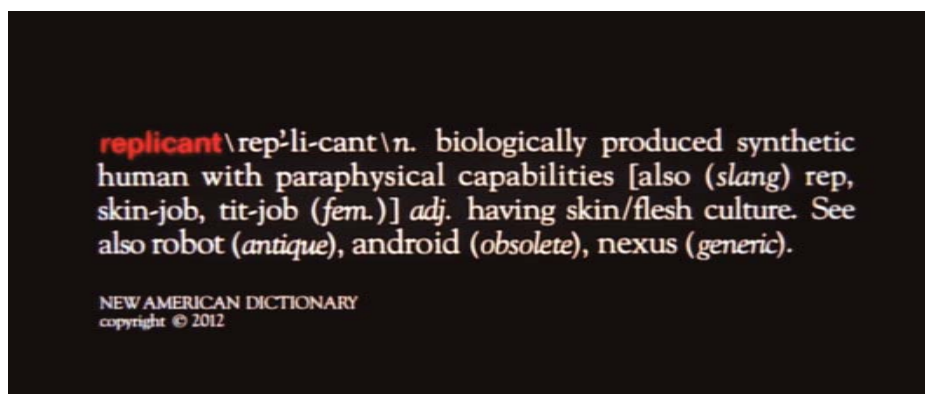 replicant\rep'-li-cant\n. biologically produced synthetic
human with paraphysical capabilities [also (slang) rep,
skin-job, tit-job (fem.)] adj. having skin/flesh culture. See
also robot (antique), android (obsolete), nexus (generic).
NEW AMERICAN DICTIONARY
copyright © 2012